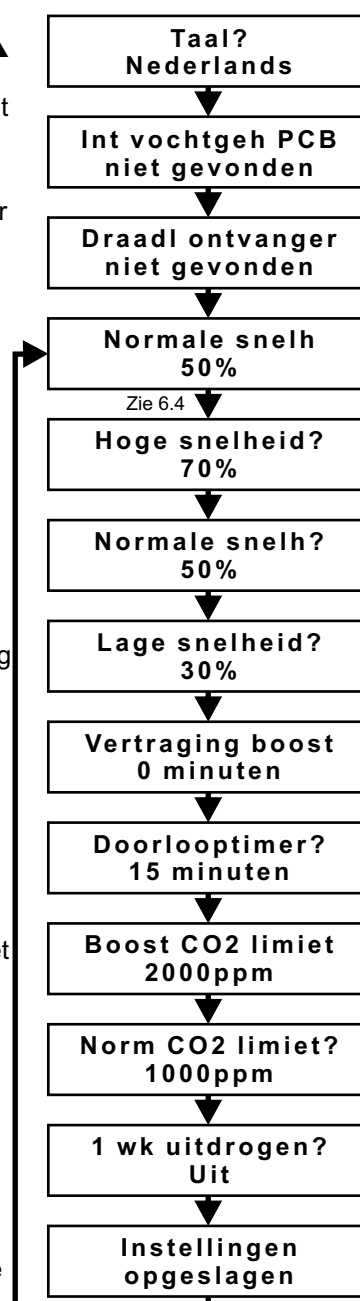 Taal?
Nederlands
t
Int vochtgeh PCB
niet gevonden
r
Draadl ontvanger
niet gevonden
Normale snelh
50%
Zie 6.4
Hoge snelheid?
70%
Normale snelh?
50%
Lage snelheid?
g
30%
Vertraging boost
0 minuten
Doorlooptimer?
15 minuten
Boost CO2 limiet
et
2000ppm
Norm CO2 limiet?
1000ppm
1 wk uitdrogen?
Uit
Instellingen
e
opgeslagen